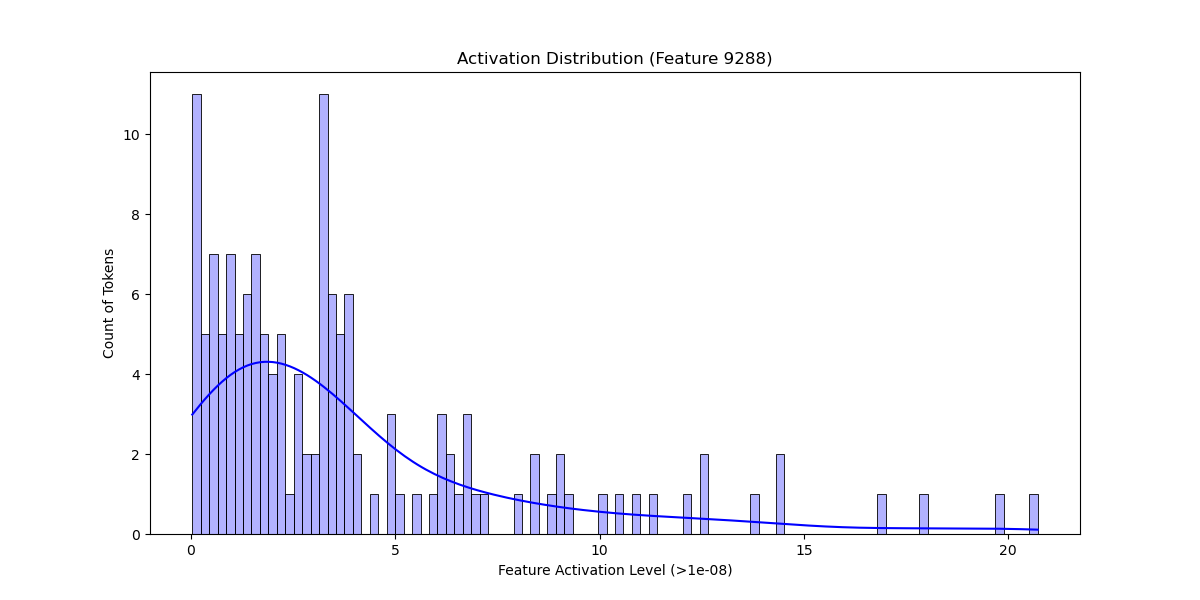 Activation Distribution (Feature 9288)
10
8
6
4
2
0
Count of Tokens
0 5 10 15 20
Feature Activation Level (>1e-08)